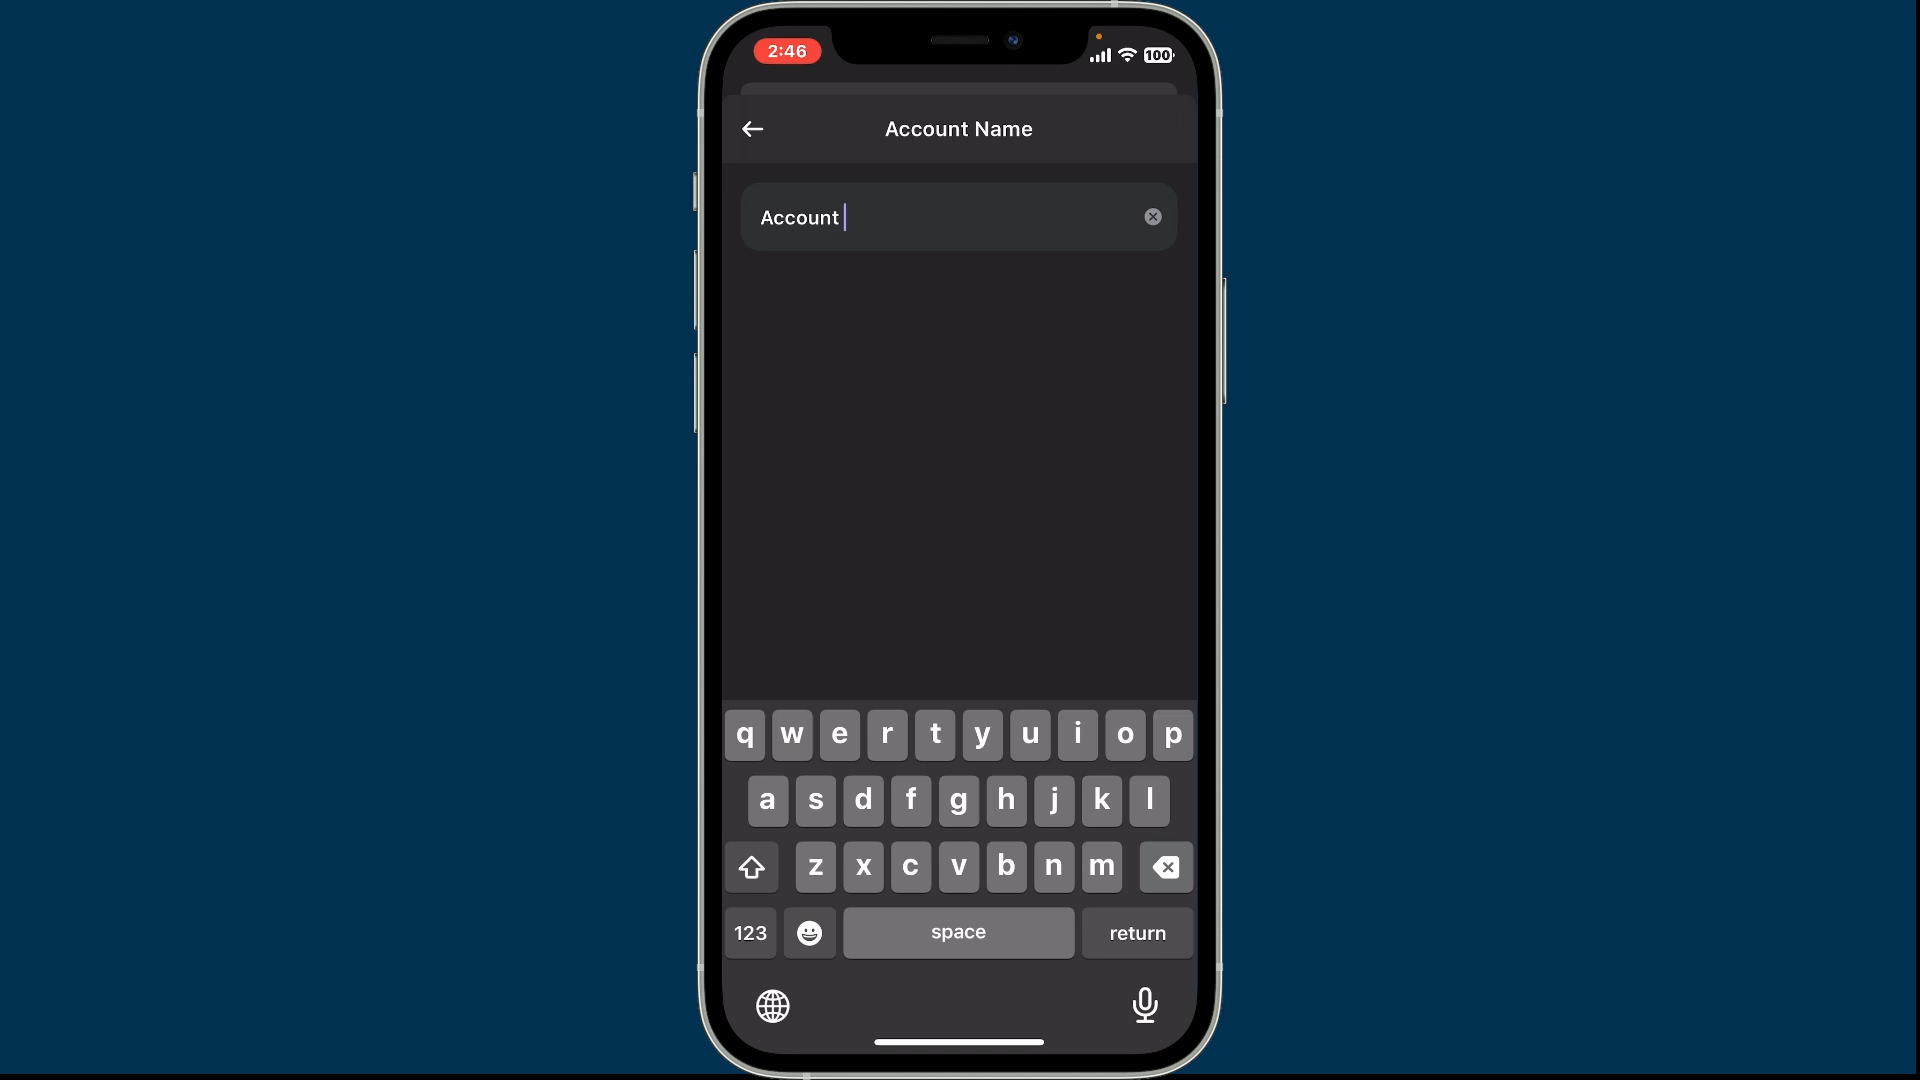 2:46
100
Account Name
Account
q w e r t y u i o p
a s d f g h j k l
z x c v b n m
123 space return